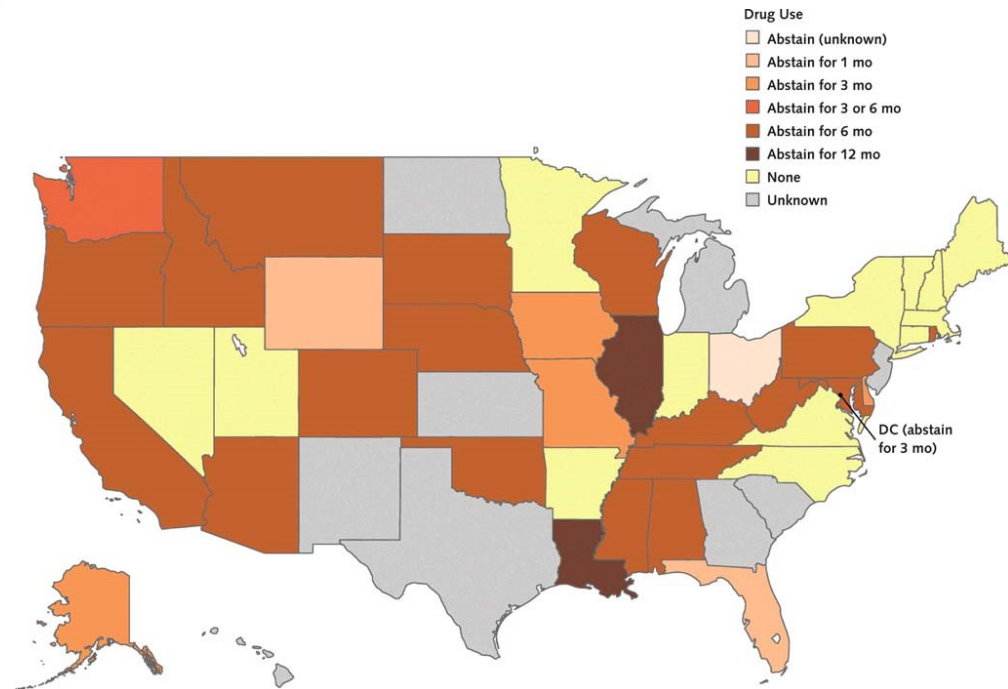 Drug Use
Abstain (unknown)
Abstain for 1 mo
Abstain for 3 mo
Abstain for 3 or 6 mo
Abstain for 6 mo
Abstain for 12 mo
None
Unknown
DC (abstain
for 3 mo)